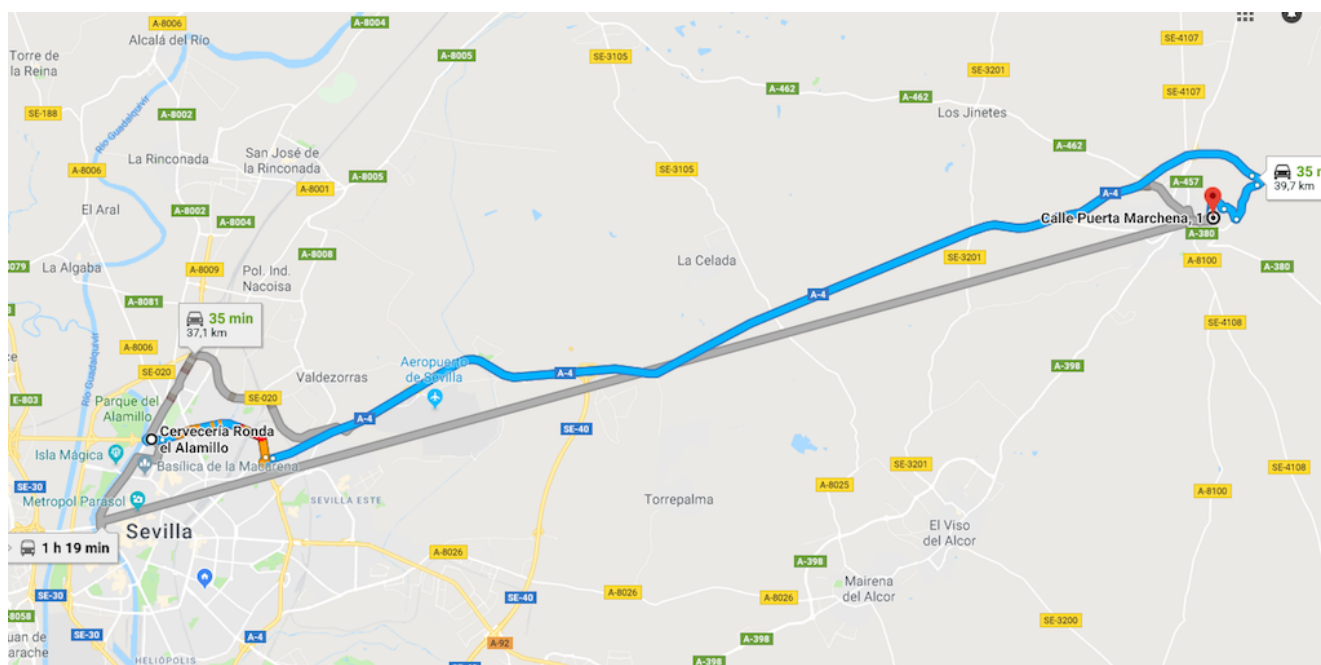 A-8006
A-8004
Alcalá del Río
A-8005
SE-4107
Torre de
la Reina
SE-3105
SE-3201
A-462
A-462
SE-4107
SE-188
Río Guadalquivir
A-8002
Los Jinetes
La Rinconada
San José de
la Rinconada
A-462
A-8006
A-8005
SE-3105
A-8001
A-457
35 m
39,7 km
A-4
El Aral
A-8002
A-8004
Calle Puerta Marchena, 1
A-380
A-8009
A-8008
SE-3201
La Celada
A-8100
8079
La Algaba
Pol. Ind.
Nacoisa
A-380
A-8081
A-4
35 min
37,1 km
SE-4108
A-8006
Río Guadalquivir
Aeropuerto
de Sevilla
A-398
SE-020
Valdezorras
A-4
E-803
SE-020
Parque del
Alamillo
A-4
Cervecería Ronda
el Alamillo
SE-40
Isla Mágica
Basílica de la Macarena
SE-3201
SE-4108
SE-30
A-8025
Metropol Parasol
SEVILLA ESTE
Torrepalma
A-8100
Sevilla
El Viso
del Alcor
1 h 19 min
A-8026
A-398
Mairena
del Alcor
SE-30
SE-40
A-8026
A-8026
-8058
SE-3200
SE-30
A-4
A-92
A-398
uan de
arache
HELIÓPOLIS
SE-40
A-398